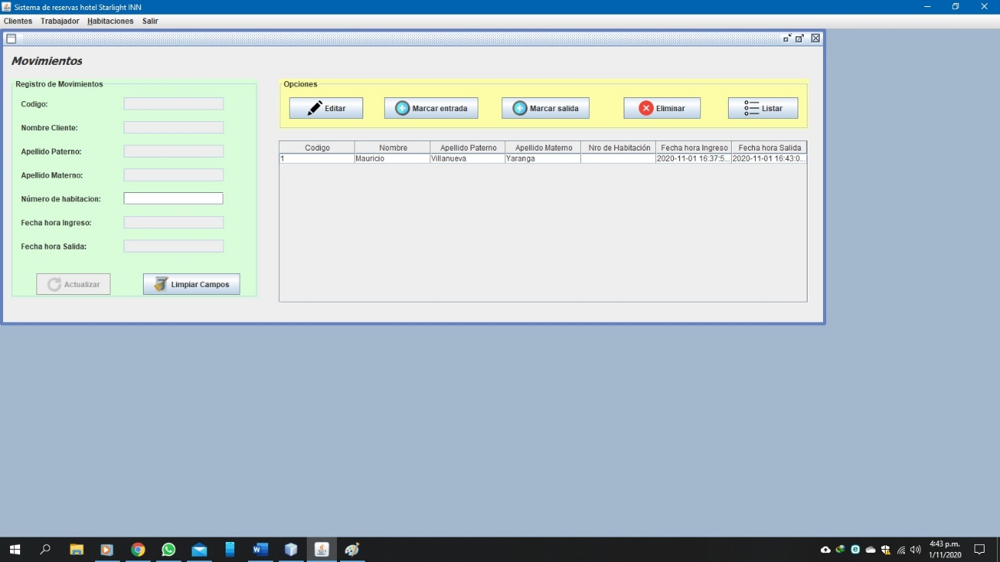 Sistema de reservas hotel Starlight INN
Clientes Trabajador Habitaciones Salir
Movimientos
Registro de Movimientos
Codigo:
Nombre Cliente:
Apellido Paterno:
Apellido Materno:
Número de habitacion:
Fecha hora Ingreso:
Fecha hora Salida:
Actualizar Limpiar Campos
Opciones
Editar Marcar entrada Marcar salida Eliminar Listar
Codigo Nombre Apellido Paterno Apellido Materno Nro de Habitación Fecha hora Ingreso Fecha hora Salida
1 Mauricio Villanueva Yaranga 2020-11-01 16:37:5... 2020-11-01 16:43:0...
4:43 p.m.
1/11/2020